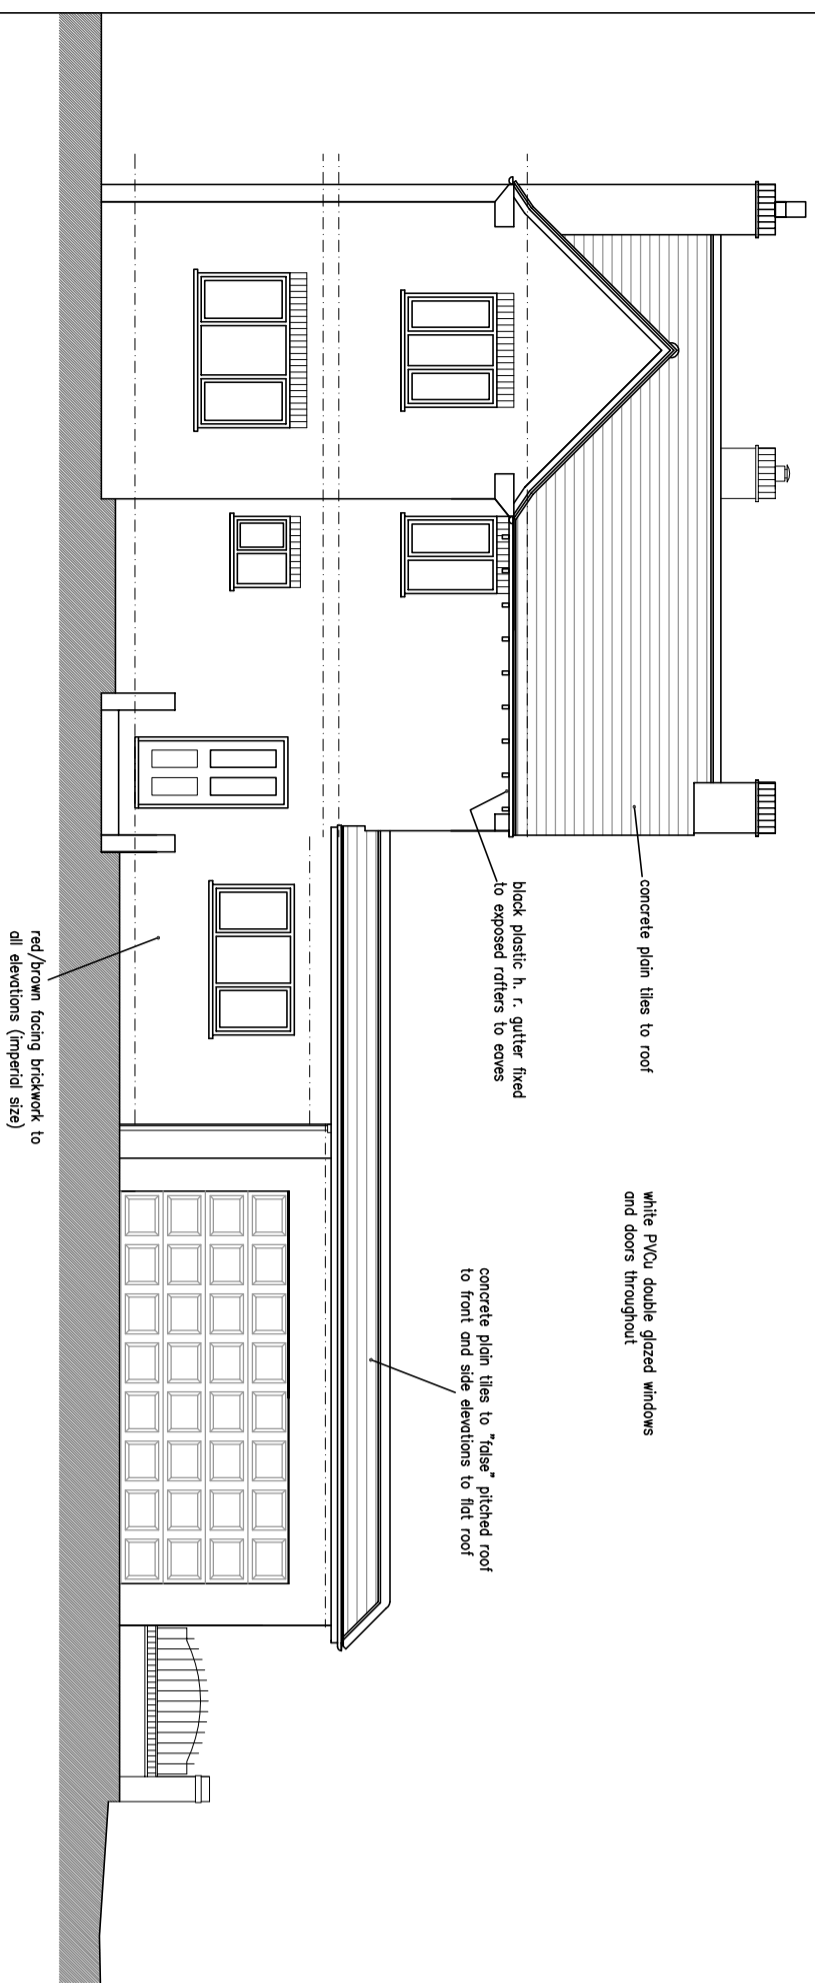 concrete plain tiles to roof
white PVCu double glazed windows
and doors throughout
black plastic h. r. gutter fixed
to exposed rafters to eaves
concrete plain tiles to "false" pitched roof
to front and side elevations to flat roof
red/brown facing brickwork to
all elevations (imperial size)